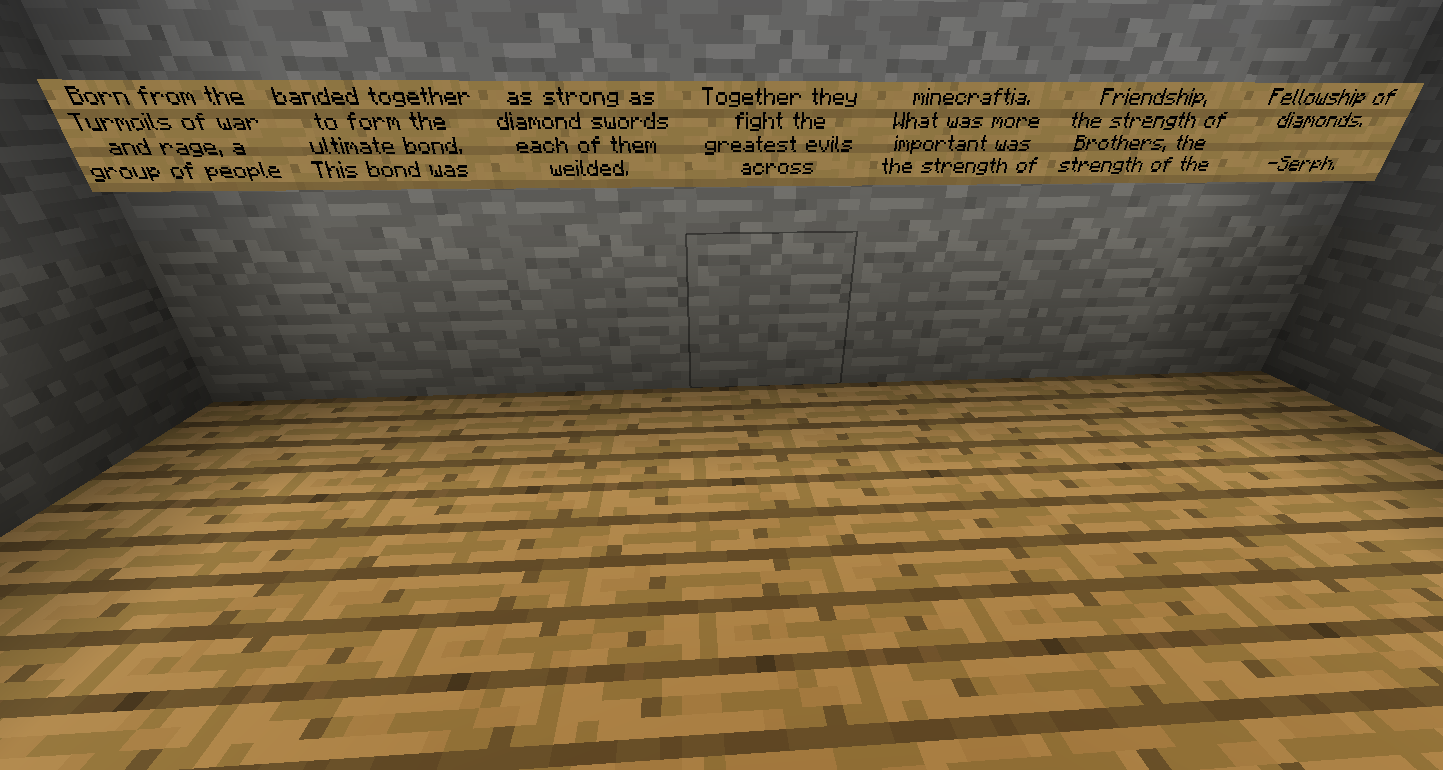 Born from the
Turmoils of war
and rage, a
group of people
banded together
to form the
ultimate bond.
This bond was
as strong as
diamond swords
each of them
weilded.
Together they
fight the
greatest evils
across
minecraftia.
What was more
important was
the strength of
Friendship,
the strength of
Brothers, the
strength of the
Fellowship of
diamonds.
-Serph.